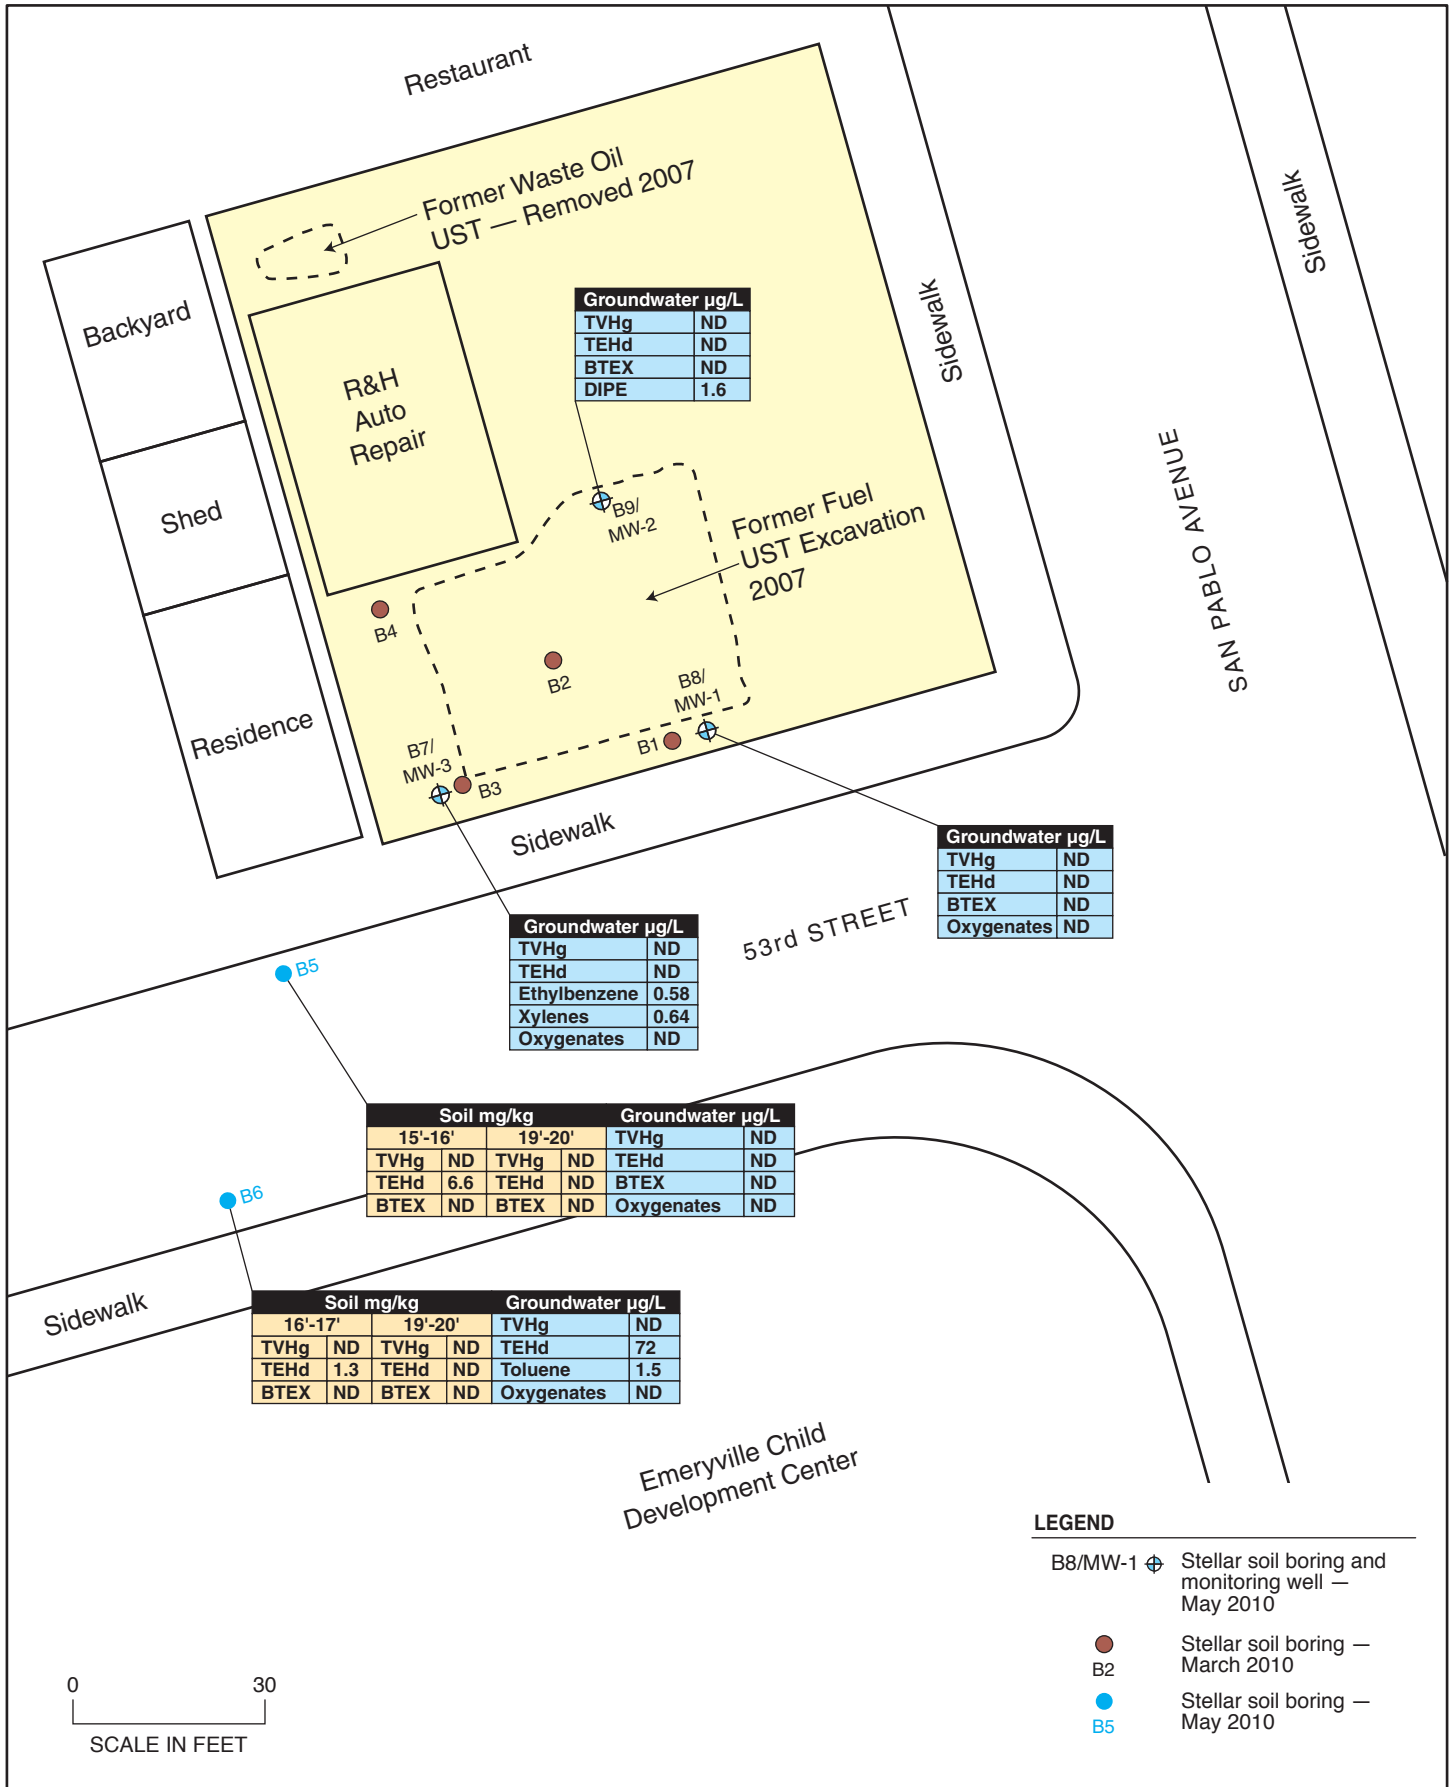 Restaurant
Former Waste Oil
UST — Removed 2007
Sidewalk
Sidewalk
Backyard
Shed
Residence
R&H
Auto
Repair
Groundwater µg/L
TVHg ND
TEHd ND
BTEX ND
DIPE 1.6
B9/
MW-2
Former Fuel
UST Excavation
2007
SAN PABLO AVENUE
B4
B2
B8/
MW-1
B1
B7/
MW-3
B3
Sidewalk
Groundwater µg/L
TVHg ND
TEHd ND
BTEX ND
Oxygenates ND
53rd STREET
Groundwater µg/L
TVHg ND
TEHd ND
Ethylbenzene 0.58
Xylenes 0.64
Oxygenates ND
B5
Soil mg/kg Groundwater µg/L
15'-16' 19'-20' TVHg ND
TVHg ND TVHg ND TEHd ND
TEHd 6.6 TEHd ND BTEX ND
BTEX ND BTEX ND Oxygenates ND
B6
Sidewalk
Soil mg/kg Groundwater µg/L
16'-17' 19'-20' TVHg ND
TVHg ND TVHg ND TEHd 72
TEHd 1.3 TEHd ND Toluene 1.5
BTEX ND BTEX ND Oxygenates ND
Emeryville Child
Development Center
LEGEND
B8/MW-1 Stellar soil boring and
monitoring well —
May 2010
Stellar soil boring —
B2 March 2010
Stellar soil boring —
B5 May 2010
0 30
SCALE IN FEET